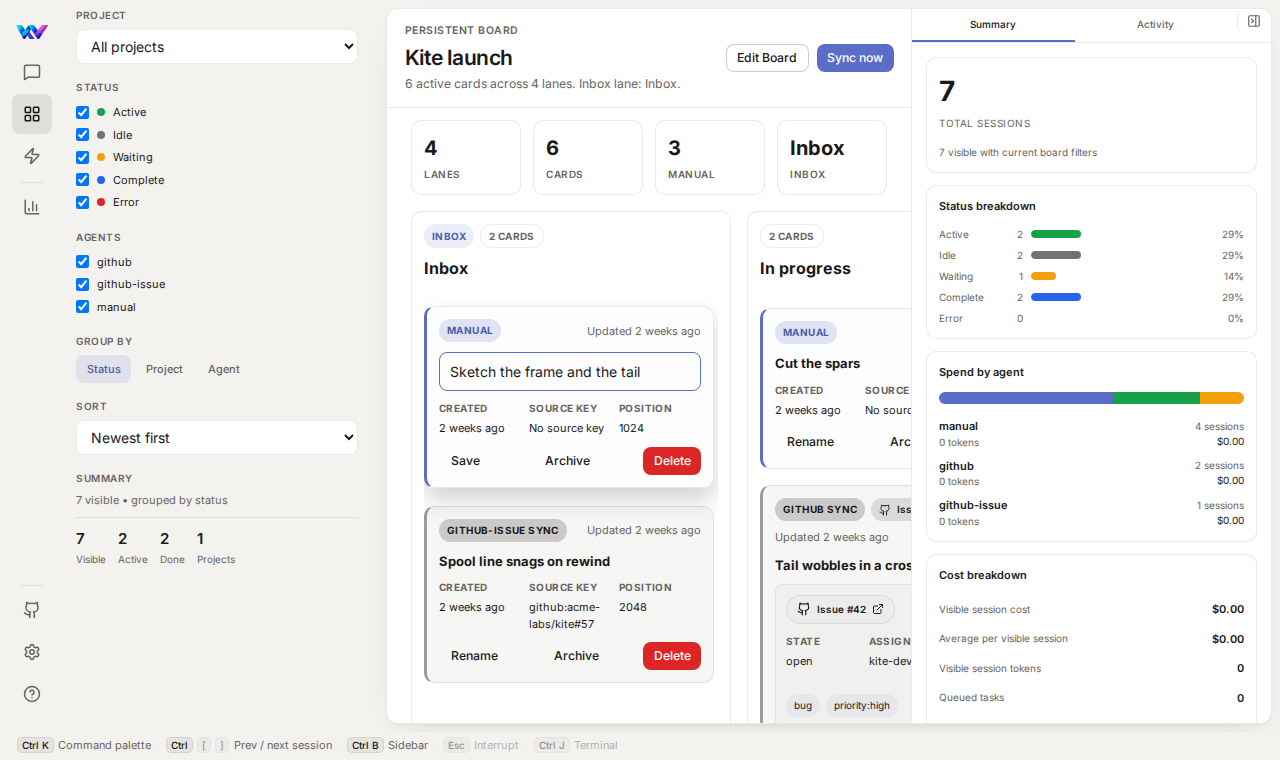 PROJECT
All projects
STATUS
Active
Idle
Waiting
Complete
Error
AGENTS
github
github-issue
manual
GROUP BY
Status Project Agent
SORT
Newest first
SUMMARY
7 visible • grouped by status
7 2 2 1
Visible Active Done Projects
PERSISTENT BOARD
Kite launch
Edit Board Sync now
6 active cards across 4 lanes. Inbox lane: Inbox.
4 6 3 Inbox
LANES CARDS MANUAL INBOX
INBOX 2 CARDS
Inbox
MANUAL Updated 2 weeks ago
Sketch the frame and the tail
CREATED SOURCE KEY POSITION
2 weeks ago No source key 1024
Save Archive Delete
GITHUB-ISSUE SYNC Updated 2 weeks ago
Spool line snags on rewind
CREATED SOURCE KEY POSITION
2 weeks ago github:acme- 2048
labs/kite#57
Rename Archive Delete
2 CARDS
In progress
MANUAL
Cut the spars
CREATED SOURCE
2 weeks ago No sourc
Rename Arc
GITHUB SYNC Iss
Updated 2 weeks ago
Tail wobbles in a cros
Issue #42
STATE ASSIGN
open kite-dev
bug priority:high
Summary Activity
7
TOTAL SESSIONS
7 visible with current board filters
Status breakdown
Active 2 29%
Idle 2 29%
Waiting 1 14%
Complete 2 29%
Error 0 0%
Spend by agent
manual 4 sessions
0 tokens $0.00
github 2 sessions
0 tokens $0.00
github-issue 1 sessions
0 tokens $0.00
Cost breakdown
Visible session cost $0.00
Average per visible session $0.00
Visible session tokens 0
Queued tasks 0
Ctrl K Command palette Ctrl [ ] Prev / next session Ctrl B Sidebar Esc Interrupt Ctrl J Terminal